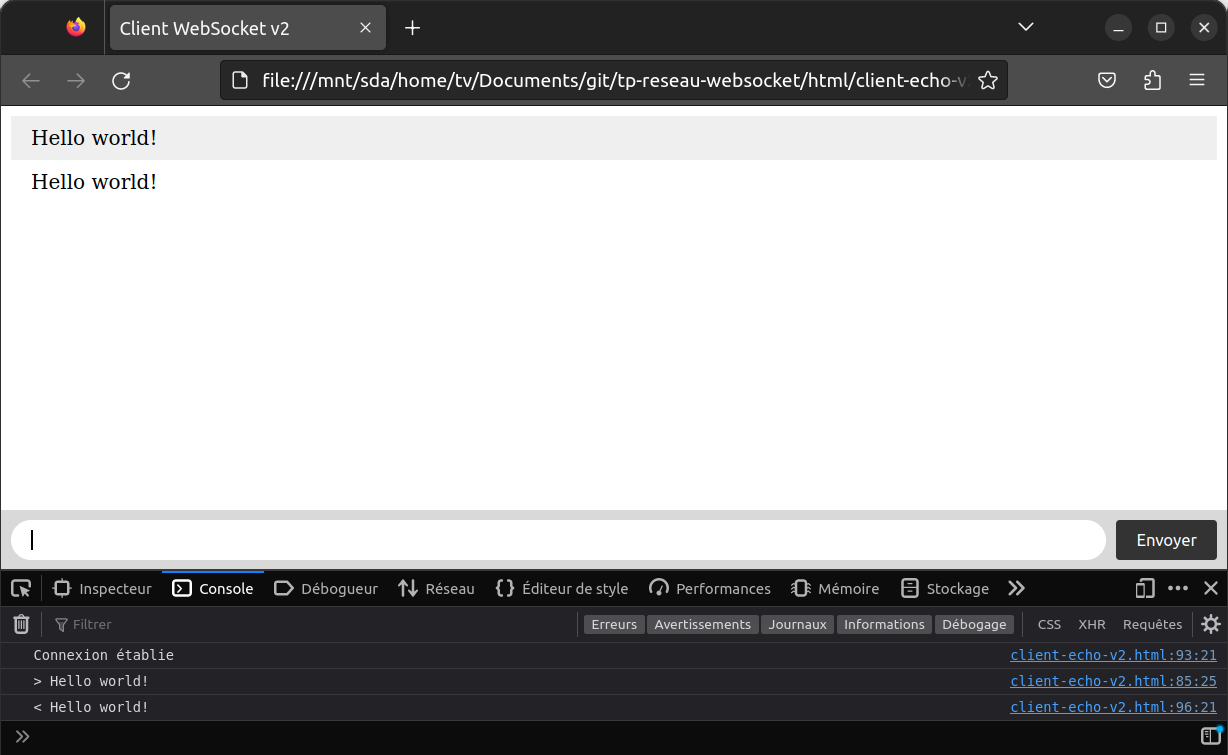 Client WebSocket v2
file:///mnt/sda/home/tv/Documents/git/tp-reseau-websocket/html/client-echo-v
Hello world!
Hello world!
Envoyer
Inspecteur Console Débogueur Réseau {} Éditeur de style Performances Mémoire Stockage
Filtrer Erreurs Avertissements Journaux Informations Débogage CSS XHR Requêtes
Connexion établie client-echo-v2.html:93:21
> Hello world! client-echo-v2.html:85:25
< Hello world! client-echo-v2.html:96:21